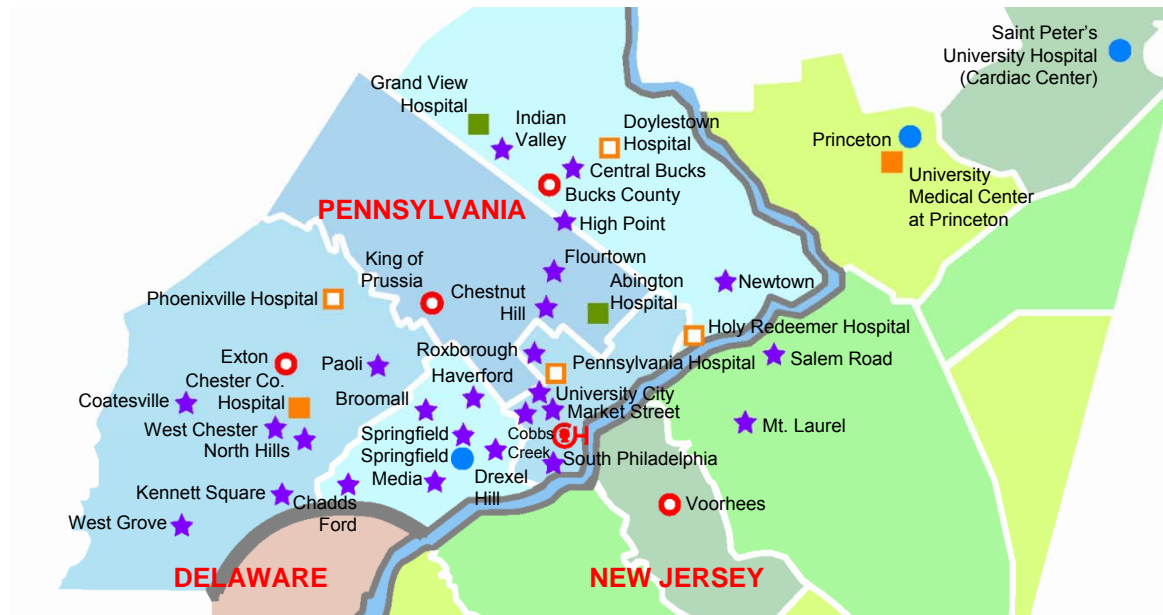 Saint Peter's
University Hospital
(Cardiac Center)
Grand View
Hospital
Indian
Valley
Doylestown
Hospital
Princeton
Central Bucks
University
Medical Center
at Princeton
Bucks County
PENNSYLVANIA
High Point
King of
Prussia
Flourtown
Abington
Hospital
Newtown
Phoenixville Hospital
Chestnut
Hill
Holy Redeemer Hospital
Roxborough
Pennsylvania Hospital
Salem Road
Exton
Paoli
Haverford
Chester Co.
Hospital
Coatesville
Broomall
University City
Market Street
West Chester
North Hills
Springfield
Cobbs
Creek
Mt. Laurel
Springfield
South Philadelphia
Media
Drexel
Hill
Kennett Square
Chadds
Ford
Voorhees
West Grove
DELAWARE
NEW JERSEY